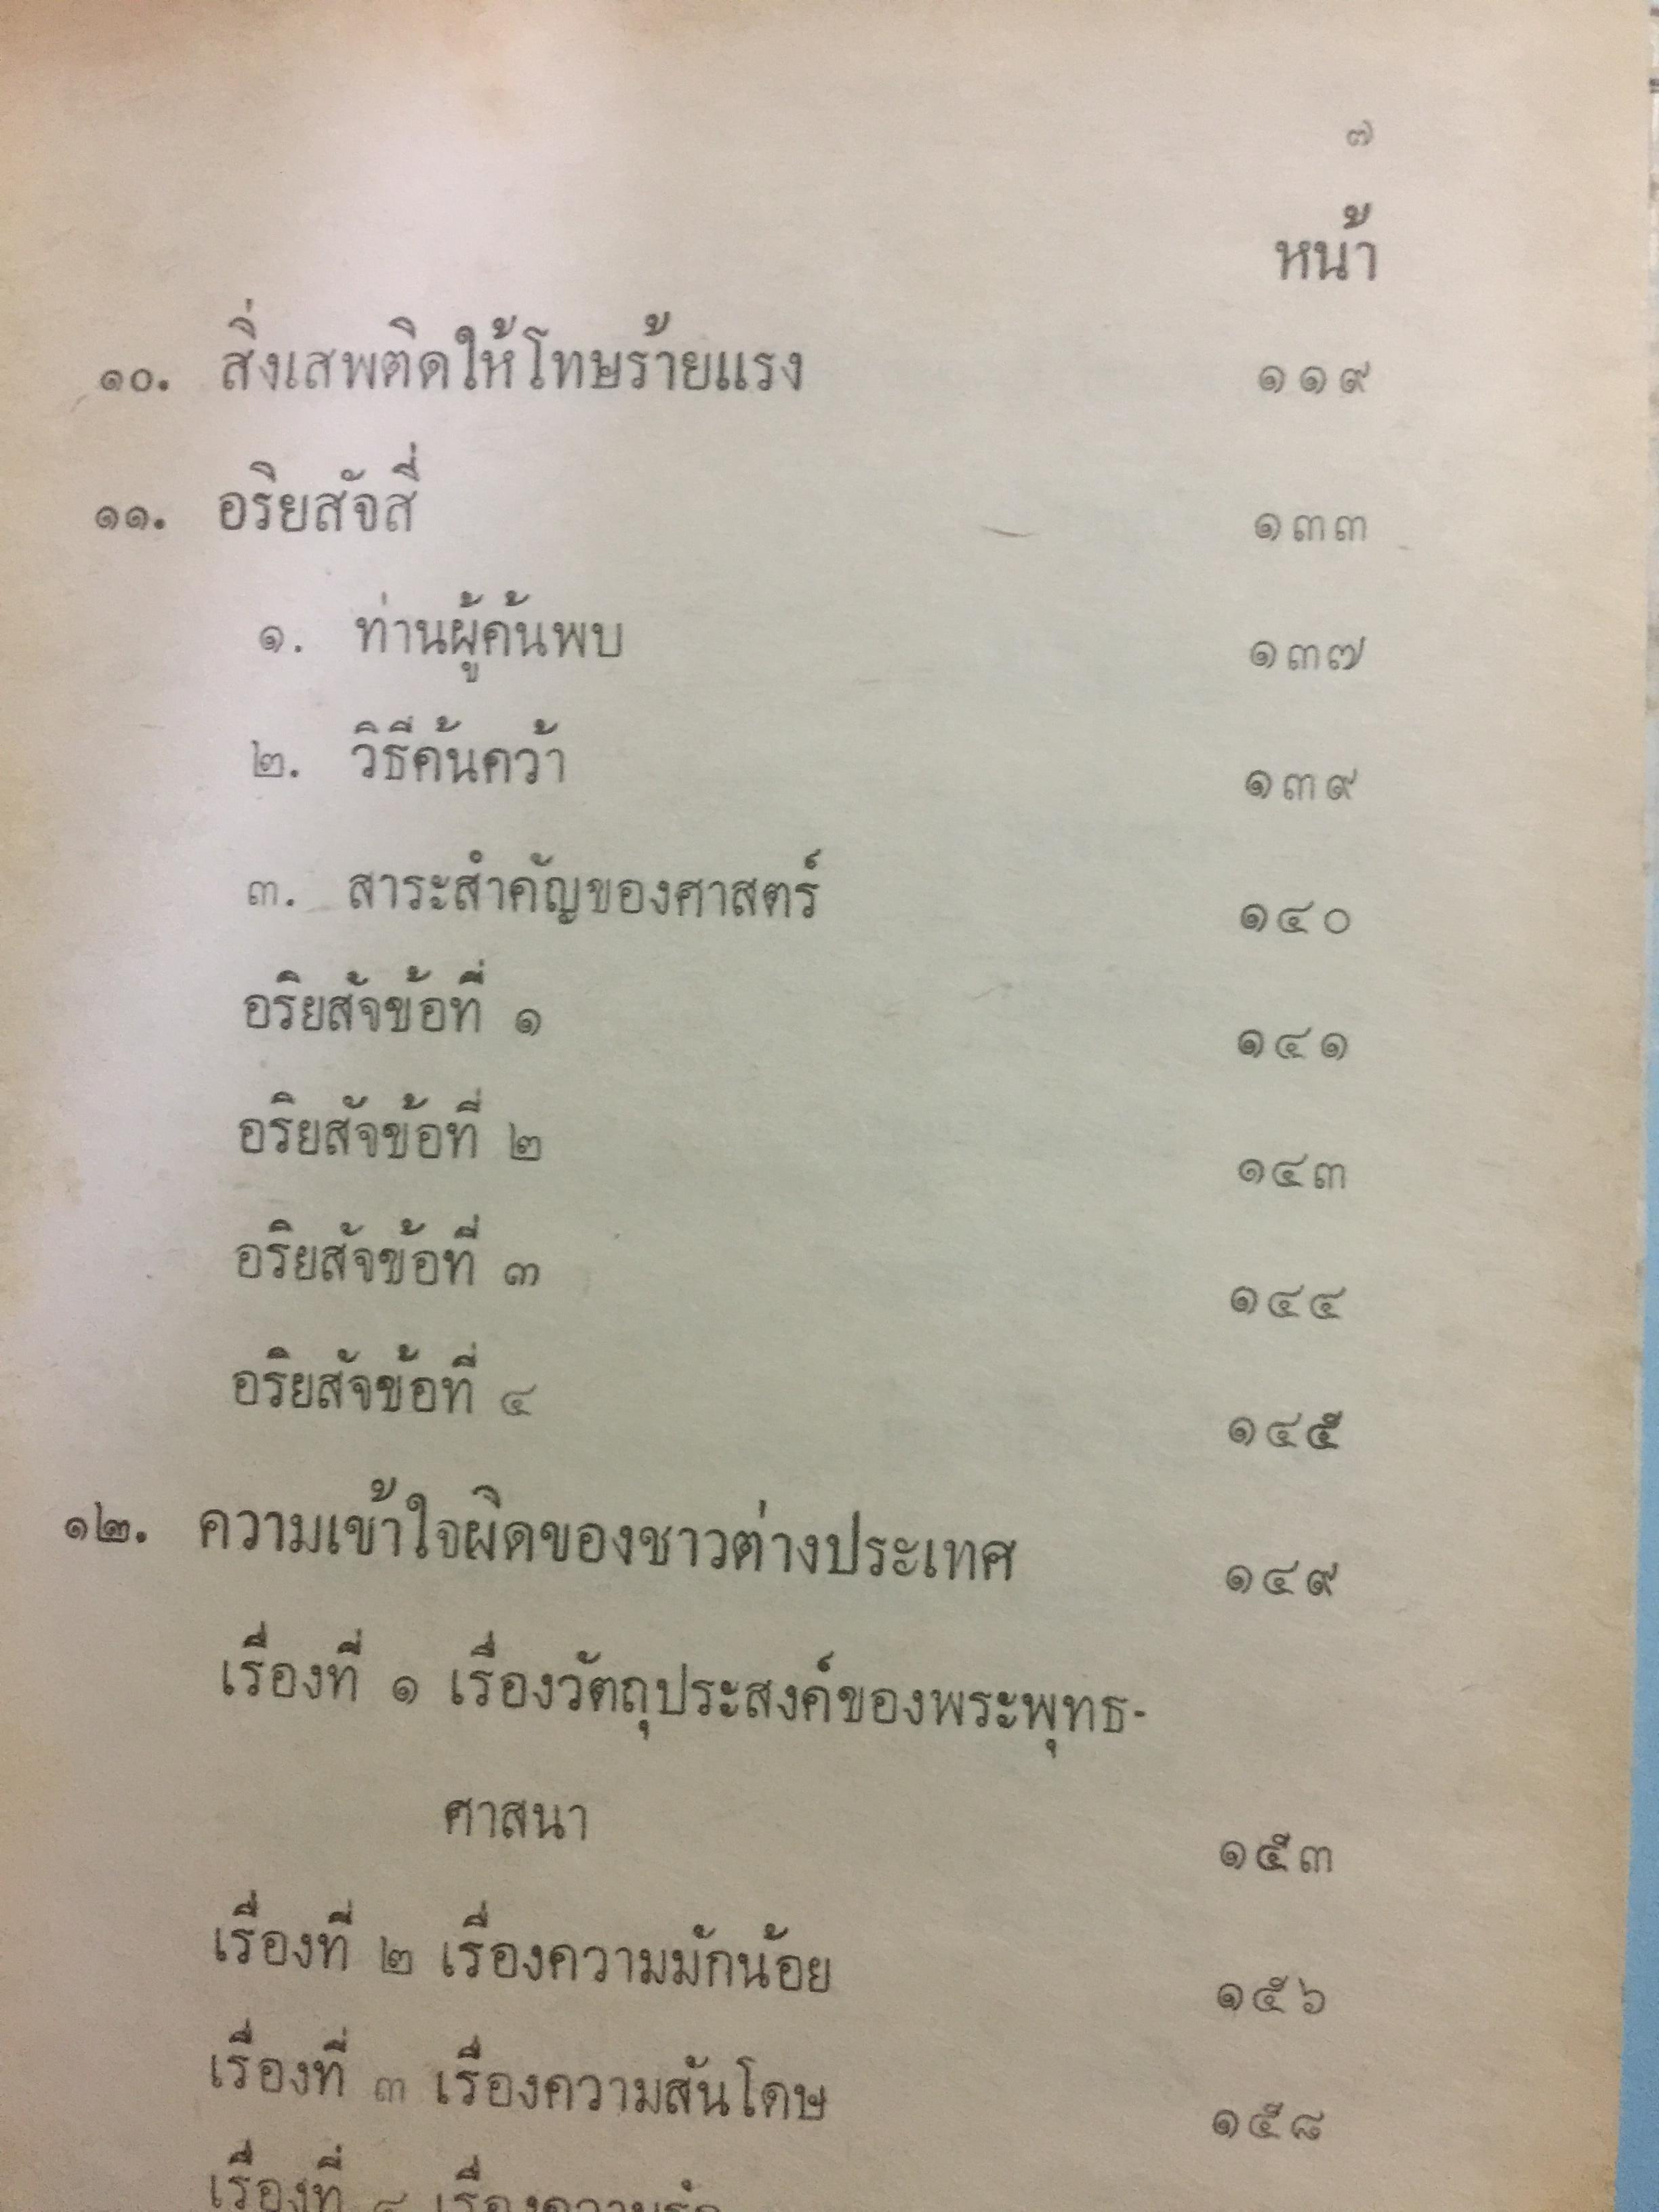 ๗
หน้า
๑๐. สิ่งเสพติดให้โทษร้ายแรง ๑๑๙
๑๑. อริยสัจสี่ ๑๓๓
๑. ท่านผู้ค้นพบ ๑๓๗
๒. วิธีค้นคว้า ๑๓๙
๓. สาระสำคัญของศาสตร์ ๑๔๐
อริยสัจข้อที่ ๑ ๑๔๑
อริยสัจข้อที่ ๒ ๑๔๓
อริยสัจข้อที่ ๓ ๑๔๔
อริยสัจข้อที่ ๔ ๑๔๕
๑๒. ความเข้าใจผิดของชาวต่างประเทศ ๑๔๙
เรื่องที่ ๑ เรื่องวัตถุประสงค์ของพระพุทธ-
ศาสนา ๑๕๓
เรื่องที่ ๒ เรื่องความมักน้อย ๑๕๖
เรื่องที่ ๓ เรื่องความสันโดษ ๑๕๘
เรื่องที่ ๔